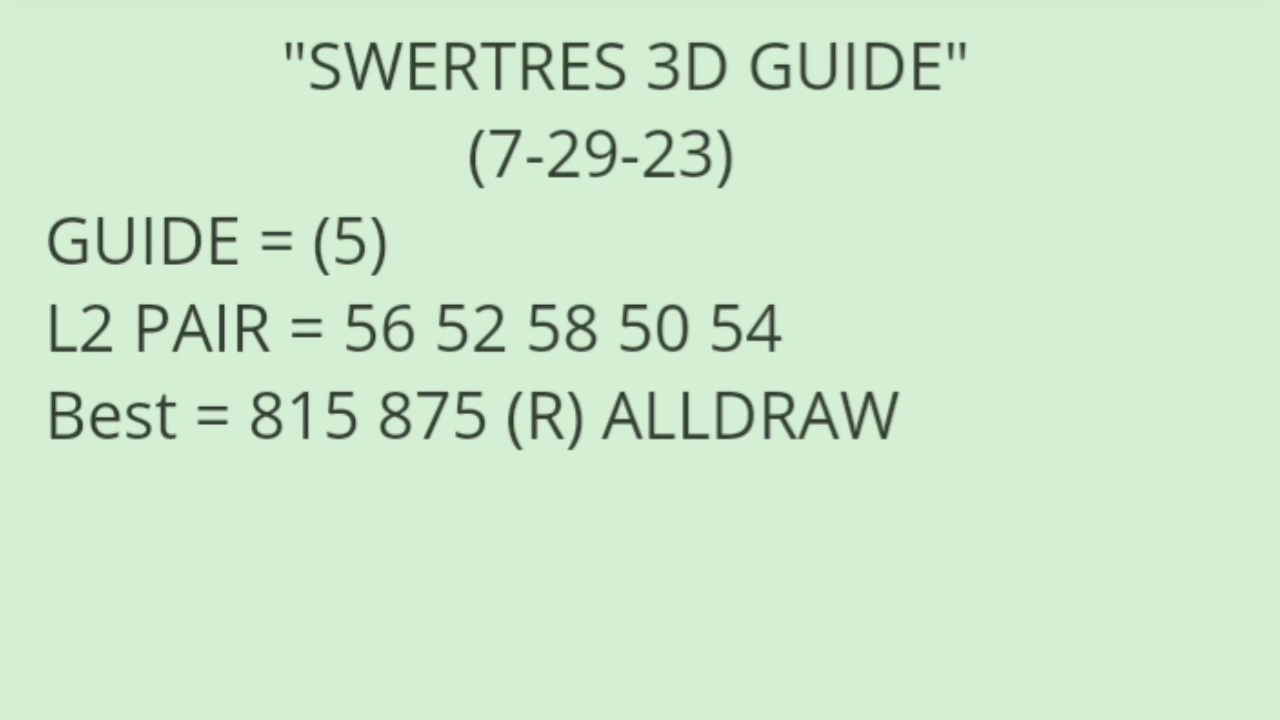 "SWERTRES 3D GUIDE"
(7-29-23)
GUIDE = (5)
L2 PAIR = 56 52 58 50 54
Best = 815 875 (R) ALLDRAW